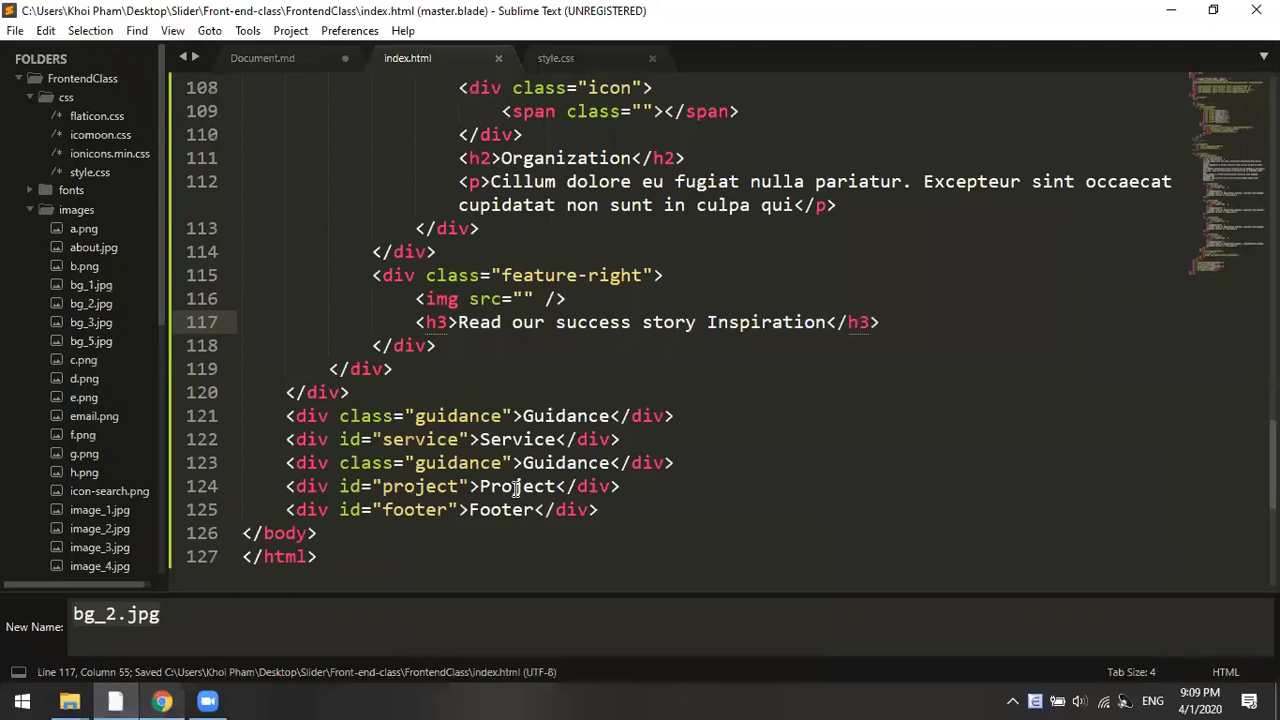 C:\Users\Khoi Pham\Desktop\Slider\Front-end-class\FrontendClass\index.html (master.blade) - Sublime Text (UNREGISTERED)
File Edit Selection Find View Goto Tools Project Preferences Help
FOLDERS
FrontendClass
css
flaticon.css
icomoon.css
ionicons.min.css
style.css
fonts
images
a.png
about.jpg
b.png
bg_1.jpg
bg_2.jpg
bg_3.jpg
bg_5.jpg
c.png
d.png
e.png
email.png
f.png
g.png
h.png
icon-search.png
image_1.jpg
image_2.jpg
image_3.jpg
image_4.jpg
Document.md index.html style.css
108 <div class="icon">
109 <span class=""></span>
110 </div>
111 <h2>Organization</h2>
112 <p>Cillum dolore eu fugiat nulla pariatur. Excepteur sint occaecat
cupidatat non sunt in culpa qui</p>
113 </div>
114 </div>
115 <div class="feature-right">
116 <img src="" />
117 <h3>Read our success story Inspiration</h3>
118 </div>
119 </div>
120 </div>
121 <div class="guidance">Guidance</div>
122 <div id="service">Service</div>
123 <div class="guidance">Guidance</div>
124 <div id="project">Project</div>
125 <div id="footer">Footer</div>
126 </body>
127 </html>
New Name: bg_2.jpg
Line 117, Column 55; Saved C:\Users\Khoi Pham\Desktop\Slider\Front-end-class\FrontendClass\index.html (UTF-8) Tab Size: 4 HTML
ENG
9:09 PM
4/1/2020